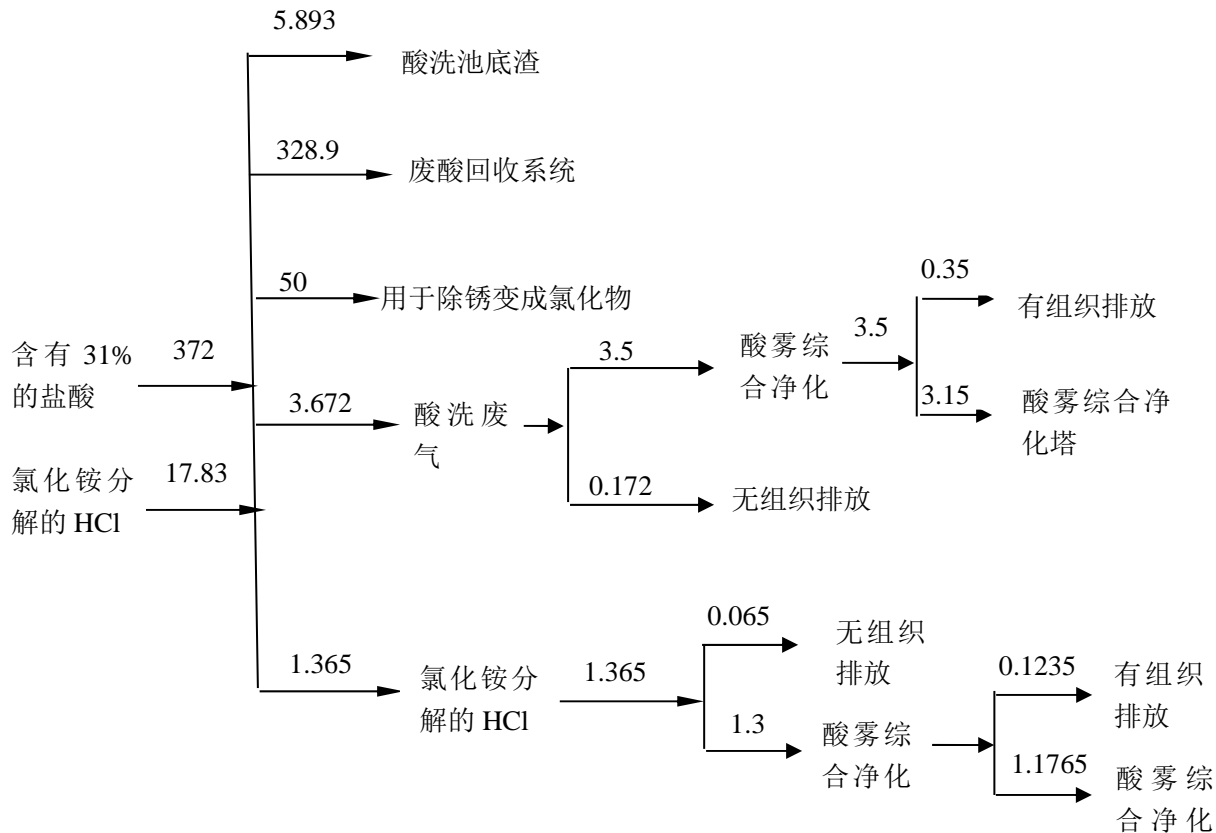 5.893
酸洗池底渣
328.9
废酸回收系统
50
用于除锈变成氯化物
0.35
有组织排放
含有 31%
的盐酸
372
3.672
酸洗废
气
3.5
酸雾综
合净化
3.5
3.15
酸雾综合净
化塔
氯化铵分
解的 HCl
17.83
0.172
无组织排放
0.065
无组织
排放
1.365
氯化铵分
解的 HCl
1.365
1.3
酸雾综
合净化
0.1235
有组织
排放
1.1765
酸雾综
合净化